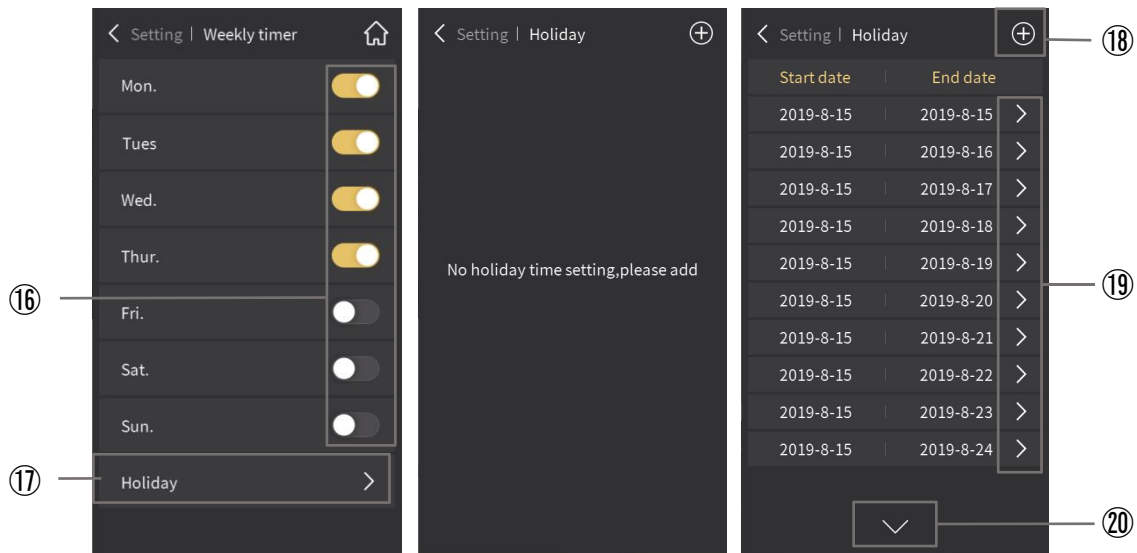 Setting | Weekly timer
Mon.
Tues
Wed.
Thur.
Fri.
Sat.
Sun.
Holiday
⑯
⑰
Setting | Holiday
No holiday time setting,please add
Setting | Holiday
Start date | End date
2019-8-15 | 2019-8-15
2019-8-15 | 2019-8-16
2019-8-15 | 2019-8-17
2019-8-15 | 2019-8-18
2019-8-15 | 2019-8-19
2019-8-15 | 2019-8-20
2019-8-15 | 2019-8-21
2019-8-15 | 2019-8-22
2019-8-15 | 2019-8-23
2019-8-15 | 2019-8-24
⑱
⑲
⑳